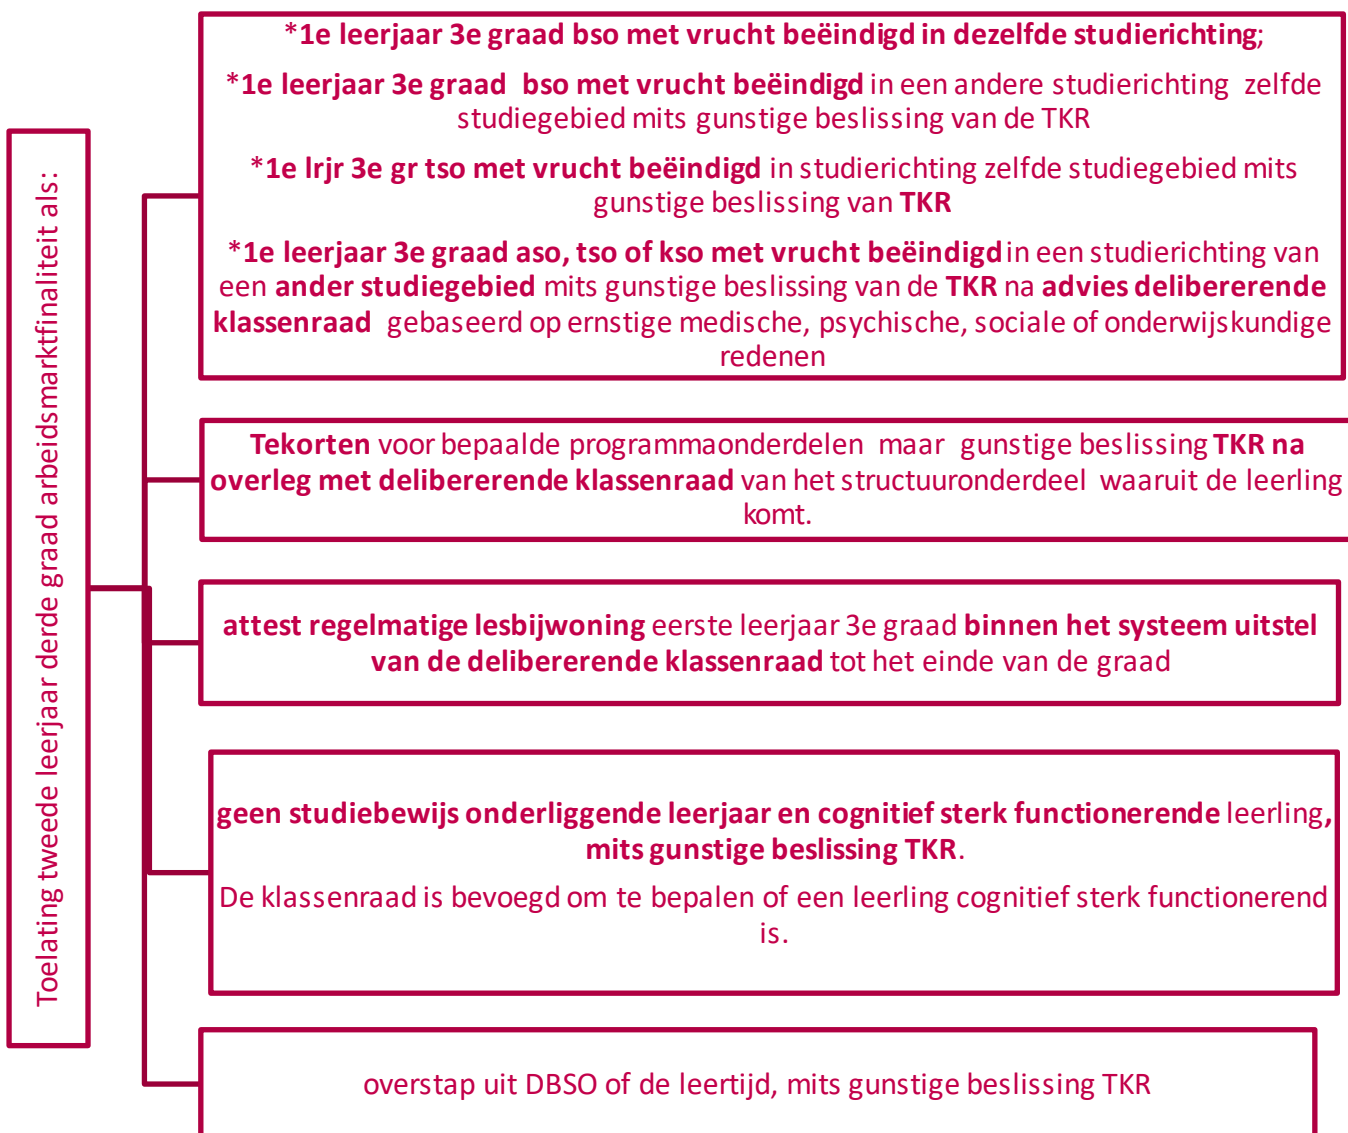 Toelating tweede leerjaar derde graad arbeidsmarktfinaliteit als:
*1e leerjaar 3e graad bso met vrucht beëindigd in dezelfde studierichting;
*1e leerjaar 3e graad bso met vrucht beëindigd in een andere studierichting zelfde
studiegebied mits gunstige beslissing van de TKR
*1e lrjr 3e gr tso met vrucht beëindigd in studierichting zelfde studiegebied mits
gunstige beslissing van TKR
*1e leerjaar 3e graad aso, tso of kso met vrucht beëindigd in een studierichting van
een ander studiegebied mits gunstige beslissing van de TKR na advies delibererende
klassenraad gebaseerd op ernstige medische, psychische, sociale of onderwijskundige
redenen
Tekorten voor bepaalde programmaonderdelen maar gunstige beslissing TKR na
overleg met delibererende klassenraad van het structuuronderdeel waaruit de leerling
komt.
attest regelmatige lesbijwoning eerste leerjaar 3e graad binnen het systeem uitstel
van de delibererende klassenraad tot het einde van de graad
geen studiebewijs onderliggende leerjaar en cognitief sterk functionerende leerling,
mits gunstige beslissing TKR.
De klassenraad is bevoegd om te bepalen of een leerling cognitief sterk functionerend
is.
overstap uit DBSO of de leertijd, mits gunstige beslissing TKR